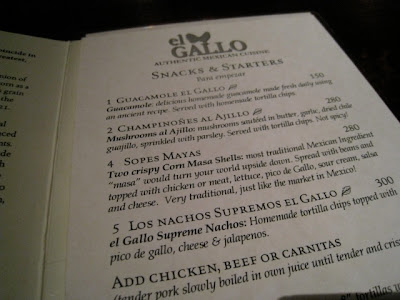 el
GALLO
AUTHENTIC MEXICAN CUISINE
SNACKS & STARTERS
Para empezar
1 GUACAMOLE EL GALLO 150
Guacamole: delicious homemade guacamole made fresh daily using
an ancient recipe. Served with homemade tortilla chips.
2 CHAMPIÑOÑES AL AJILLO 280
Mushrooms al Ajillo: mushrooms sautéed in butter, garlic, dried chile
guajillo, sprinkled with parsley. Served with tortilla chips. Not spicy!
4 SOPES MAYAS 280
Two crispy Corn Masa Shells: most traditional Mexican Ingredient
"masa" would turn your world upside down. Spread with beans and
topped with chicken or meat, lettuce, pico de Gallo, sour cream, salsa
and cheese. Very traditional, just like the market in Mexico!
5 LOS NACHOS SUPREMOS EL GALLO 300
el Gallo Supreme Nachos: Homemade tortilla chips topped with
pico de gallo, cheese & jalapenos.
ADD CHICKEN, BEEF OR CARNITAS
(tender pork slowly boiled in own juice until tender and